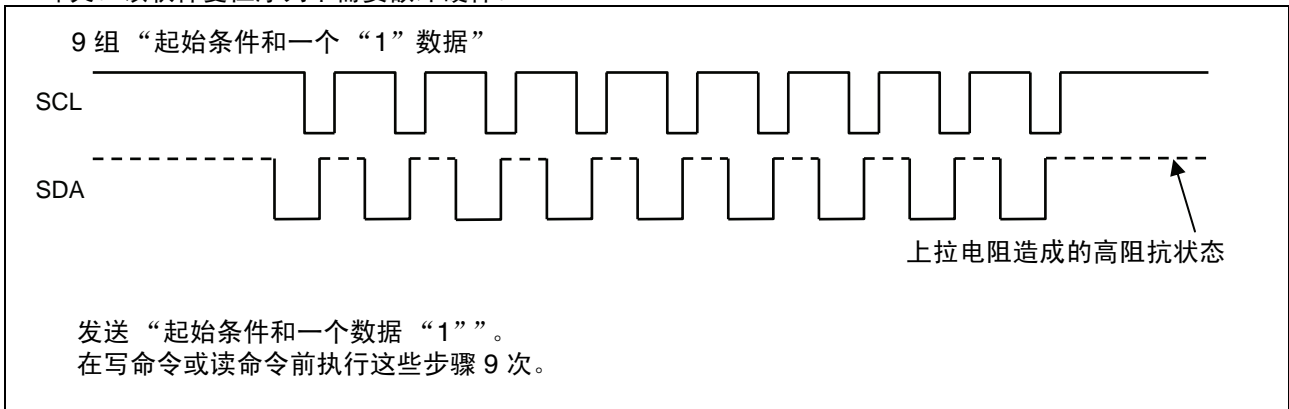 9 组 “起始条件和一个 “1”数据”
SCL
SDA
上拉电阻造成的高阻抗状态
发送 “起始条件和一个数据 “1””。
在写命令或读命令前执行这些步骤 9 次。